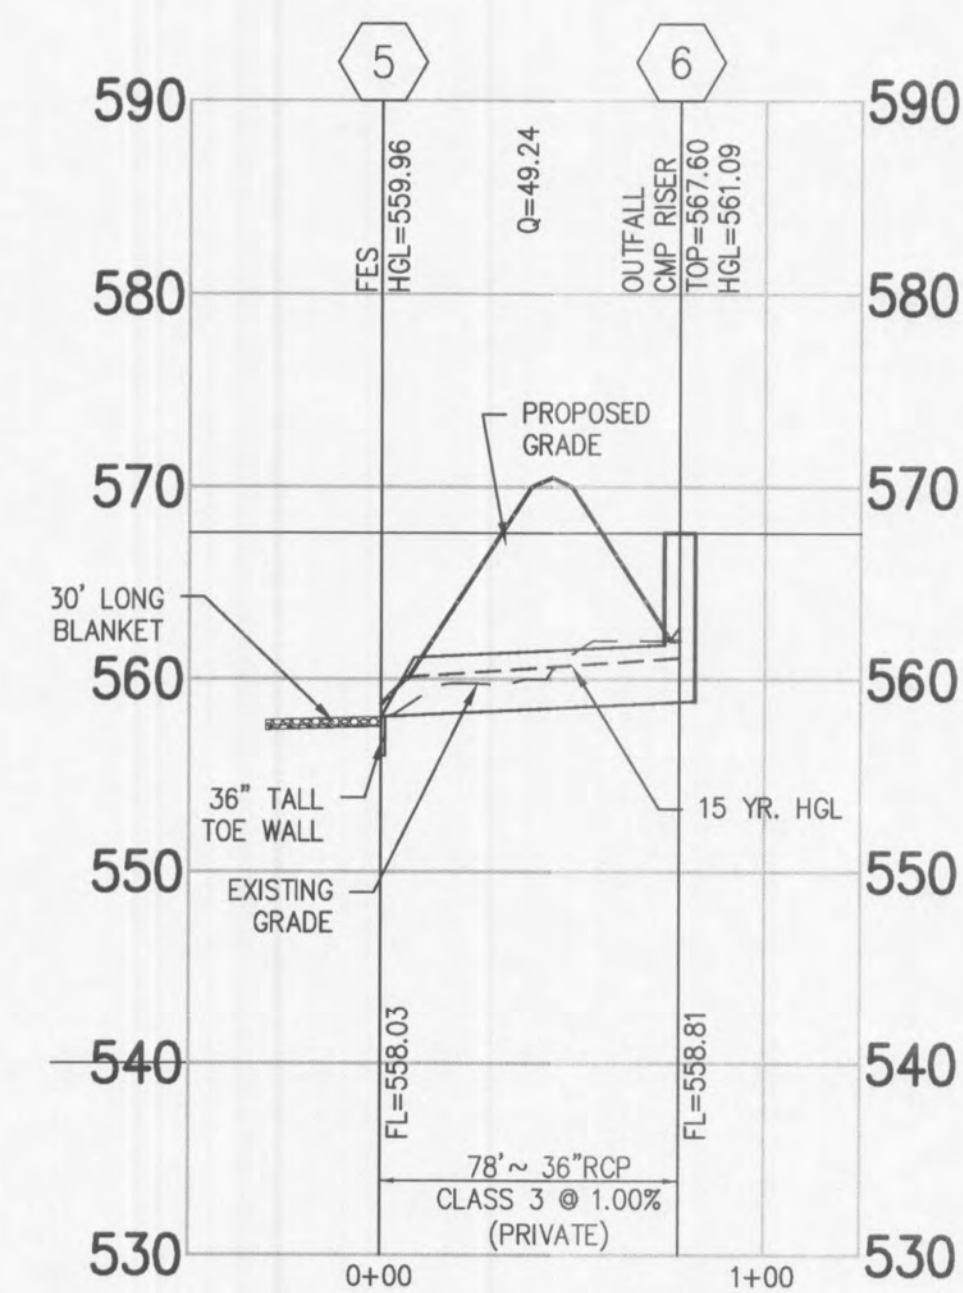 5
6
590
590
FES
HGL=559.96
Q=49.24
OUTFALL
CMP RISER
TOP=567.60
HGL=561.09
580
580
PROPOSED
GRADE
570
570
30' LONG
BLANKET
560
560
36" TALL
TOE WALL
15 YR. HGL
550
550
EXISTING
GRADE
FL=558.03
FL=558.81
540
540
78'~ 36"RCP
CLASS 3 @ 1.00%
(PRIVATE)
530
530
0+00
1+00